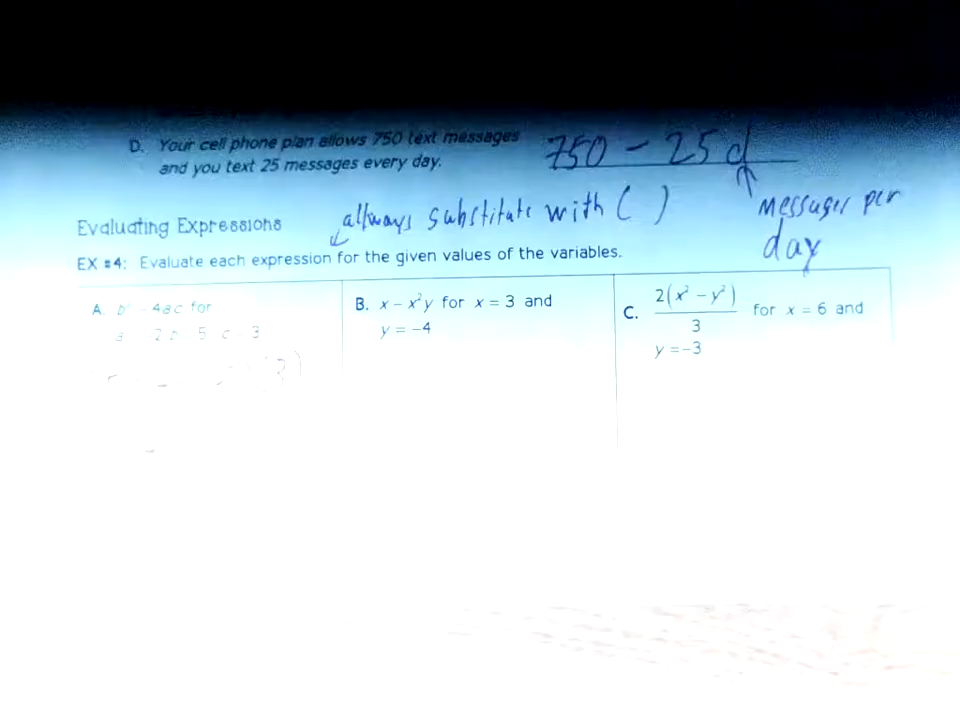 D. Your cell phone plan allows 750 text messages
and you text 25 messages every day.
750 - 25d
messages per
day
Evaluating Expressions
allways substitute with ( )
EX #4: Evaluate each expression for the given values of the variables.
A. b² - 4ac for
B. x - x²y for x = 3 and
y = -4
C. 2(x² - y²)
3
for x = 6 and
y = -3